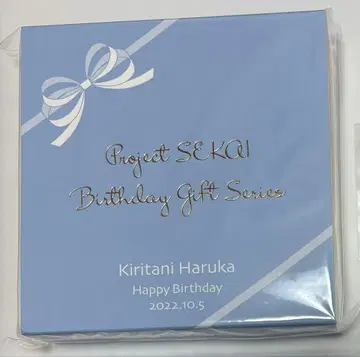 Project SEKAI
Birthday Gift Series
Kiritani Haruka
Happy Birthday
2022.10.5